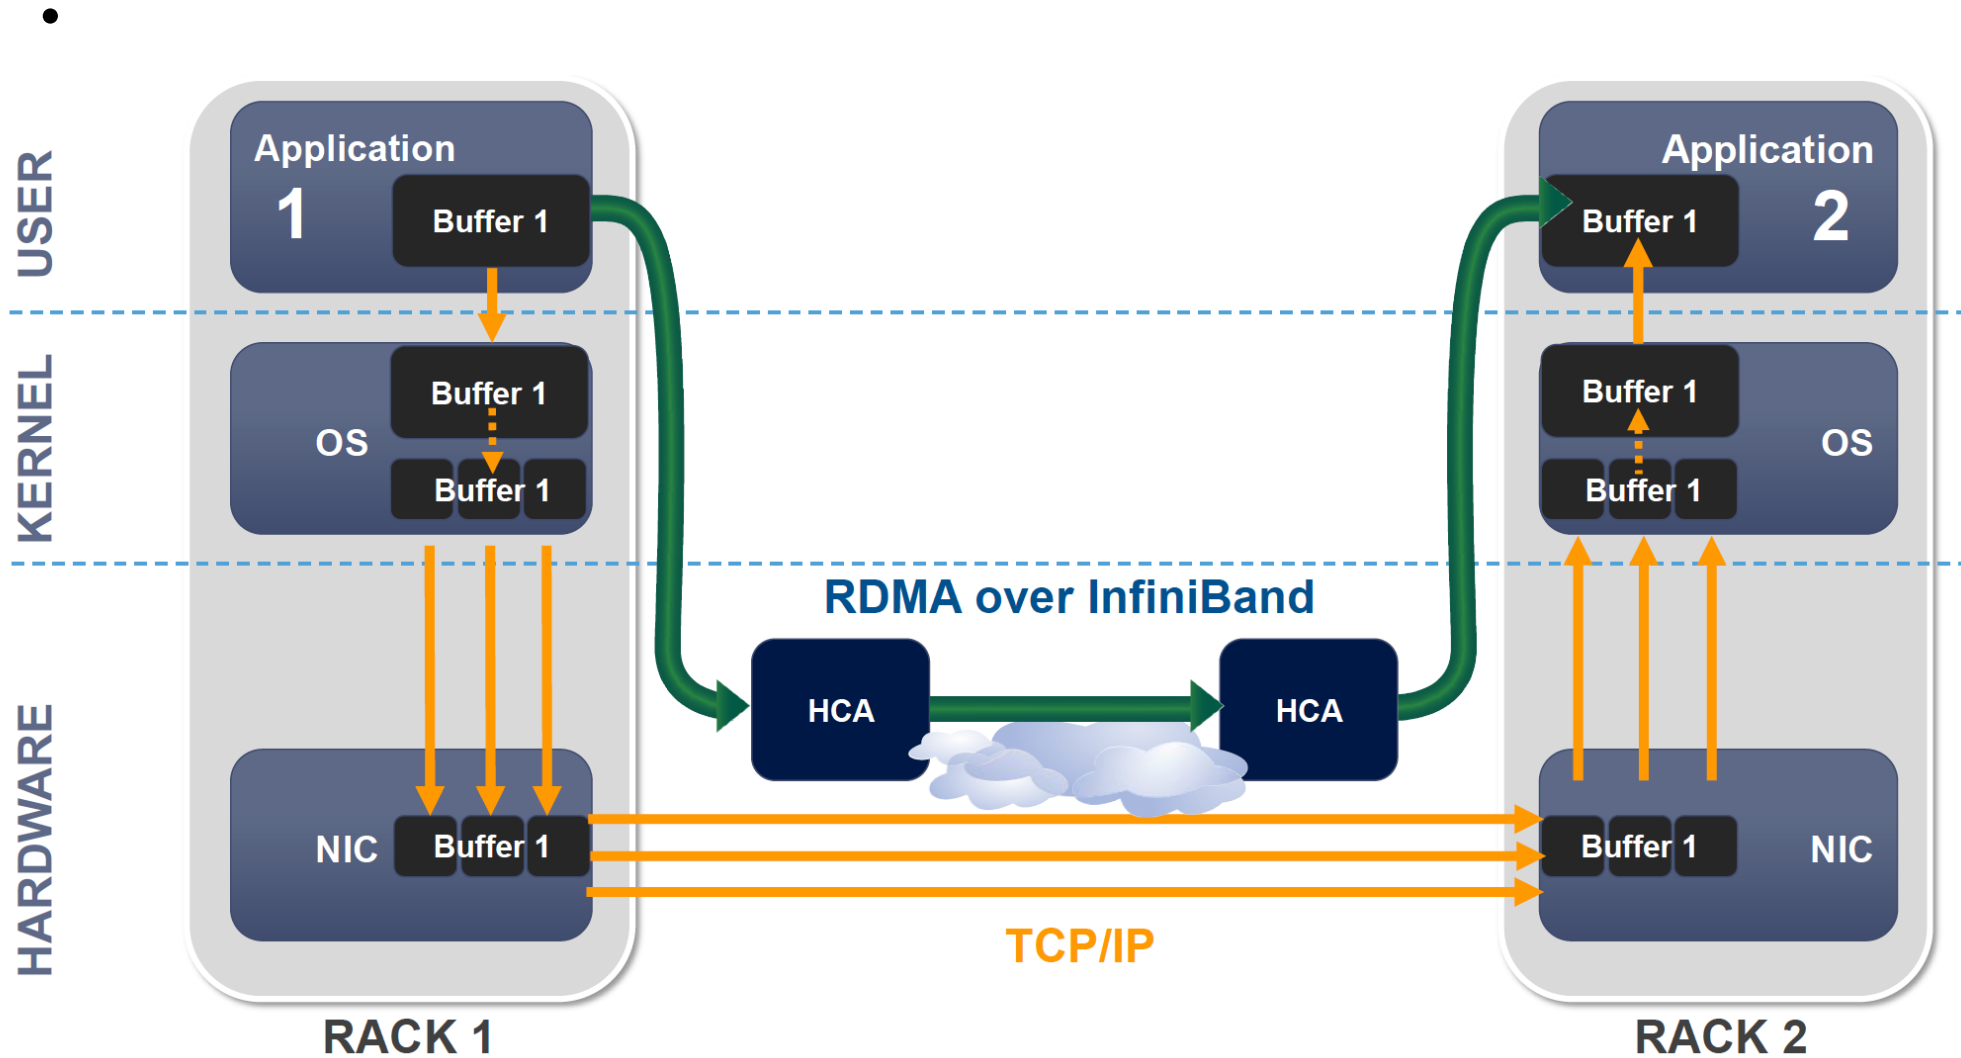 USER
KERNEL
HARDWARE
Application
1
Buffer 1
OS
Buffer 1
Buffer 1
NIC
Buffer 1
RACK 1
RDMA over InfiniBand
HCA
HCA
TCP/IP
Application
2
Buffer 1
Buffer 1
OS
Buffer 1
Buffer 1
NIC
RACK 2